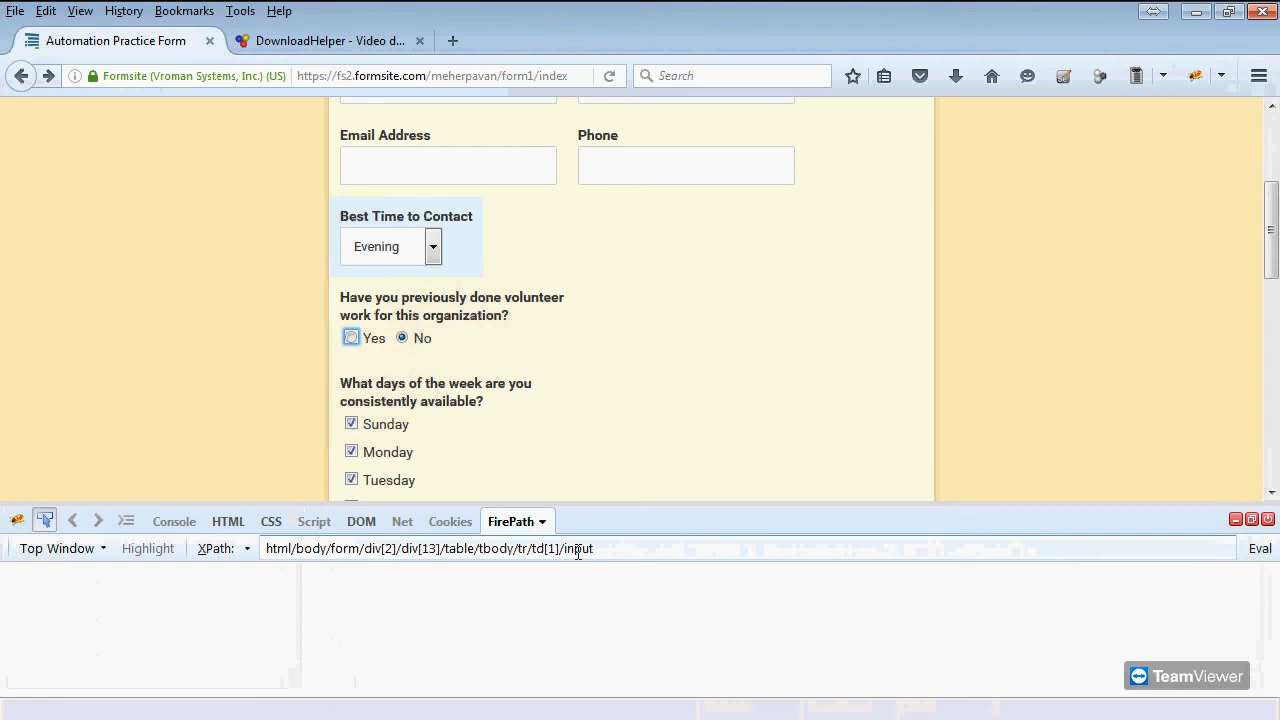 File Edit View History Bookmarks Tools Help
Automation Practice Form DownloadHelper - Video d...
Formsite (Vroman Systems, Inc.) (US) https://fs2.formsite.com/meherpavan/form1/index Search
Email Address Phone
Best Time to Contact
Evening
Have you previously done volunteer
work for this organization?
Yes No
What days of the week are you
consistently available?
Sunday
Monday
Tuesday
Console HTML CSS Script DOM Net Cookies FirePath
Top Window Highlight XPath: html/body/form/div[2]/div[13]/table/tbody/tr/td[1]/input Eval
TeamViewer